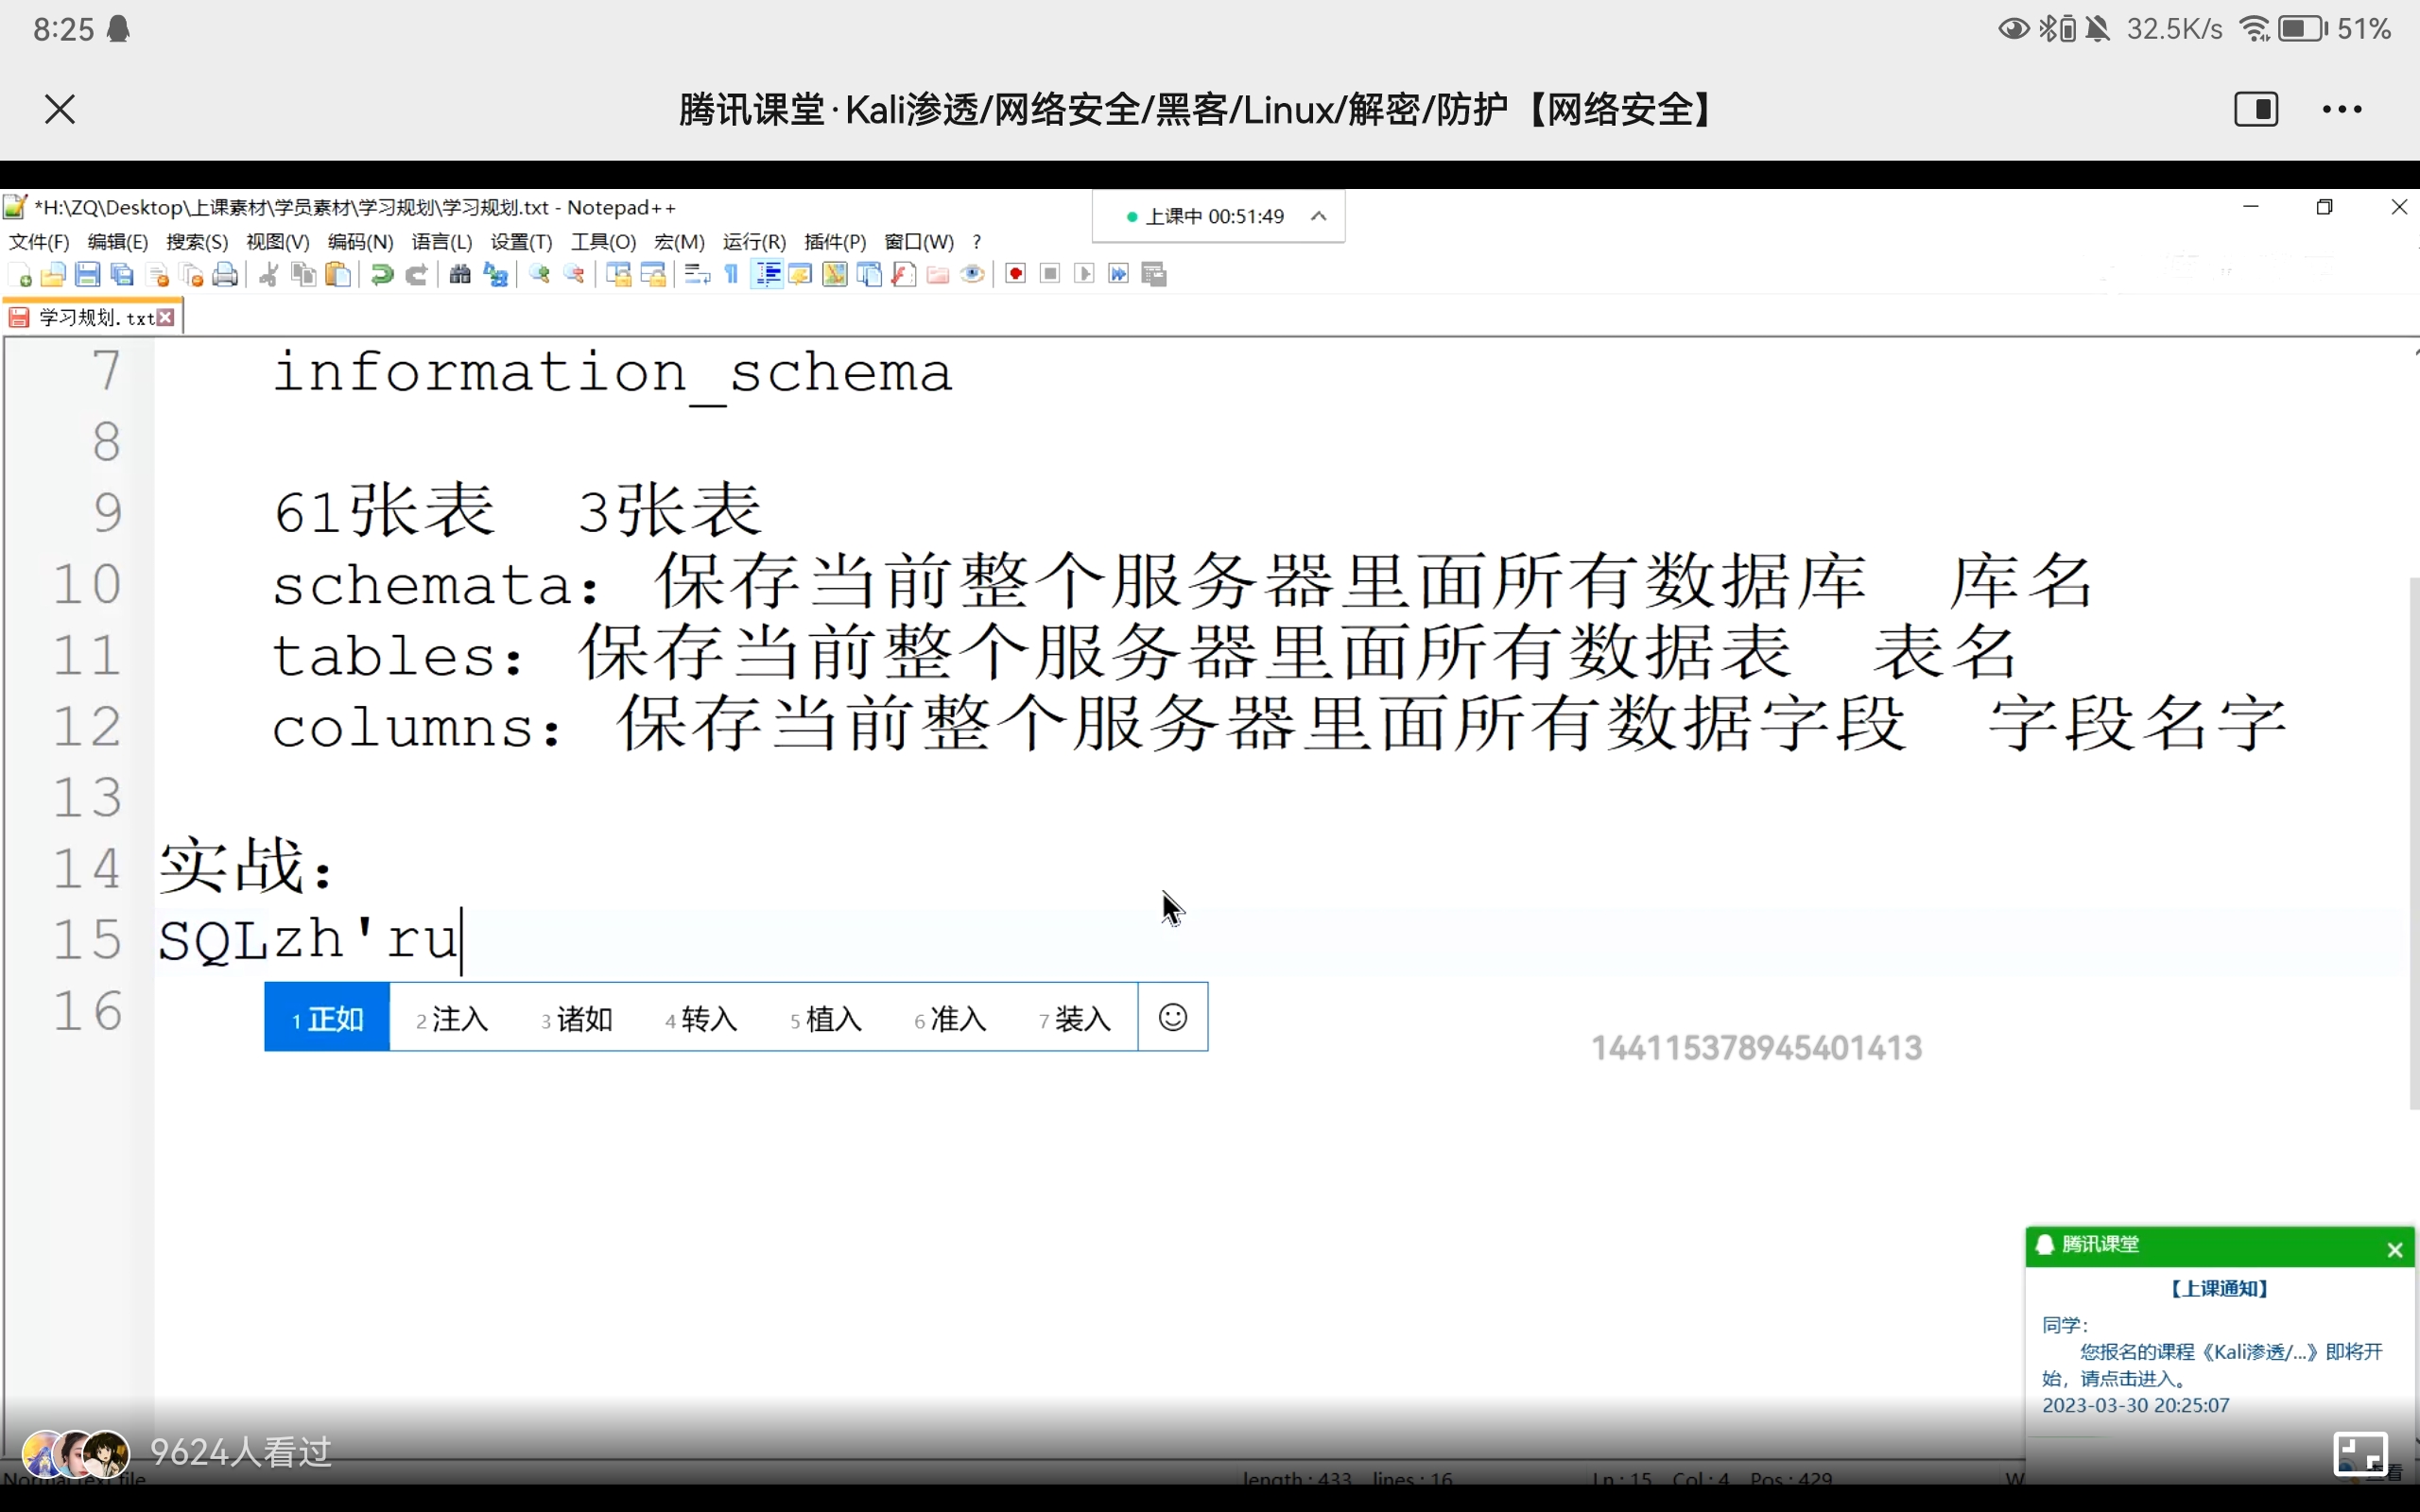 8:25
32.5K/s
51%
腾讯课堂·Kali渗透/网络安全/黑客/Linux/解密/防护【网络安全】
*H:\ZQ\Desktop\上课素材\学员素材\学习规划\学习规划.txt - Notepad++
上课中 00:51:49
文件(F) 编辑(E) 搜索(S) 视图(V) 编码(N) 语言(L) 设置(T) 工具(O) 宏(M) 运行(R) 插件(P) 窗口(W) ?
学习规划.txt
7 information_schema
8
9 61张表 3张表
10 schemata：保存当前整个服务器里面所有数据库 库名
11 tables：保存当前整个服务器里面所有数据表 表名
12 columns：保存当前整个服务器里面所有数据字段 字段名字
13
14 实战：
15 SQLzh'ru
16
1 正如 2 注入 3 诸如 4 转入 5 植入 6 准入 7 装入
144115378945401413
腾讯课堂
【上课通知】
同学：
您报名的课程《Kali渗透/...》即将开
始，请点击进入。
2023-03-30 20:25:07
9624人看过
Normal text file
length : 433 lines : 16
Ln : 15 Col : 4 Pos : 429